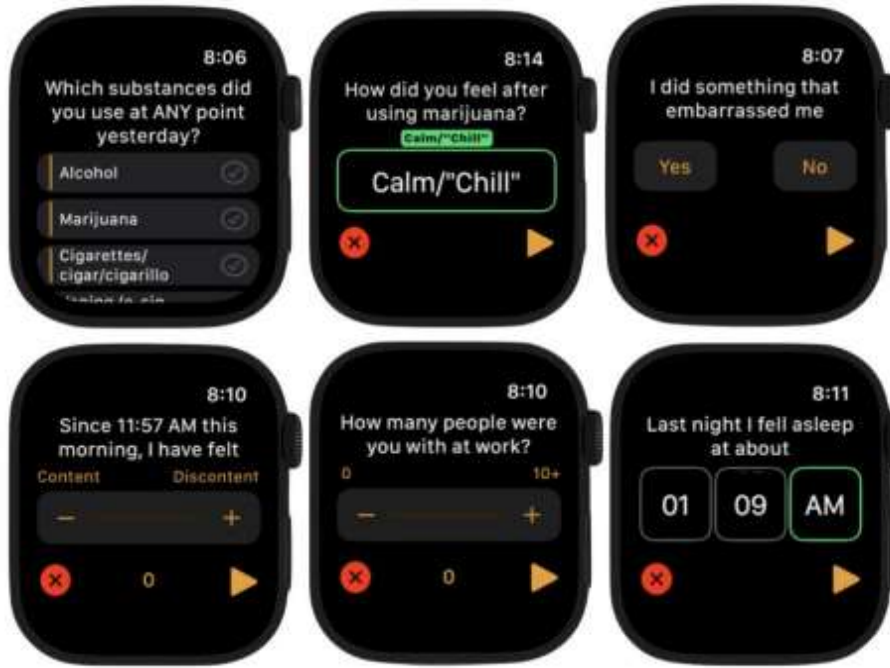 8:06
Which substances did
you use at ANY point
yesterday?
Alcohol
Marijuana
Cigarettes/
cigar/cigarillo
8:14
How did you feel after
using marijuana?
Calm/"Chill"
Calm/"Chill"
8:07
I did something that
embarrassed me
Yes No
8:10
Since 11:57 AM this
morning, I have felt
Content Discontent
0
8:10
How many people were
you with at work?
0 10+
0
8:11
Last night I fell asleep
at about
01 09 AM